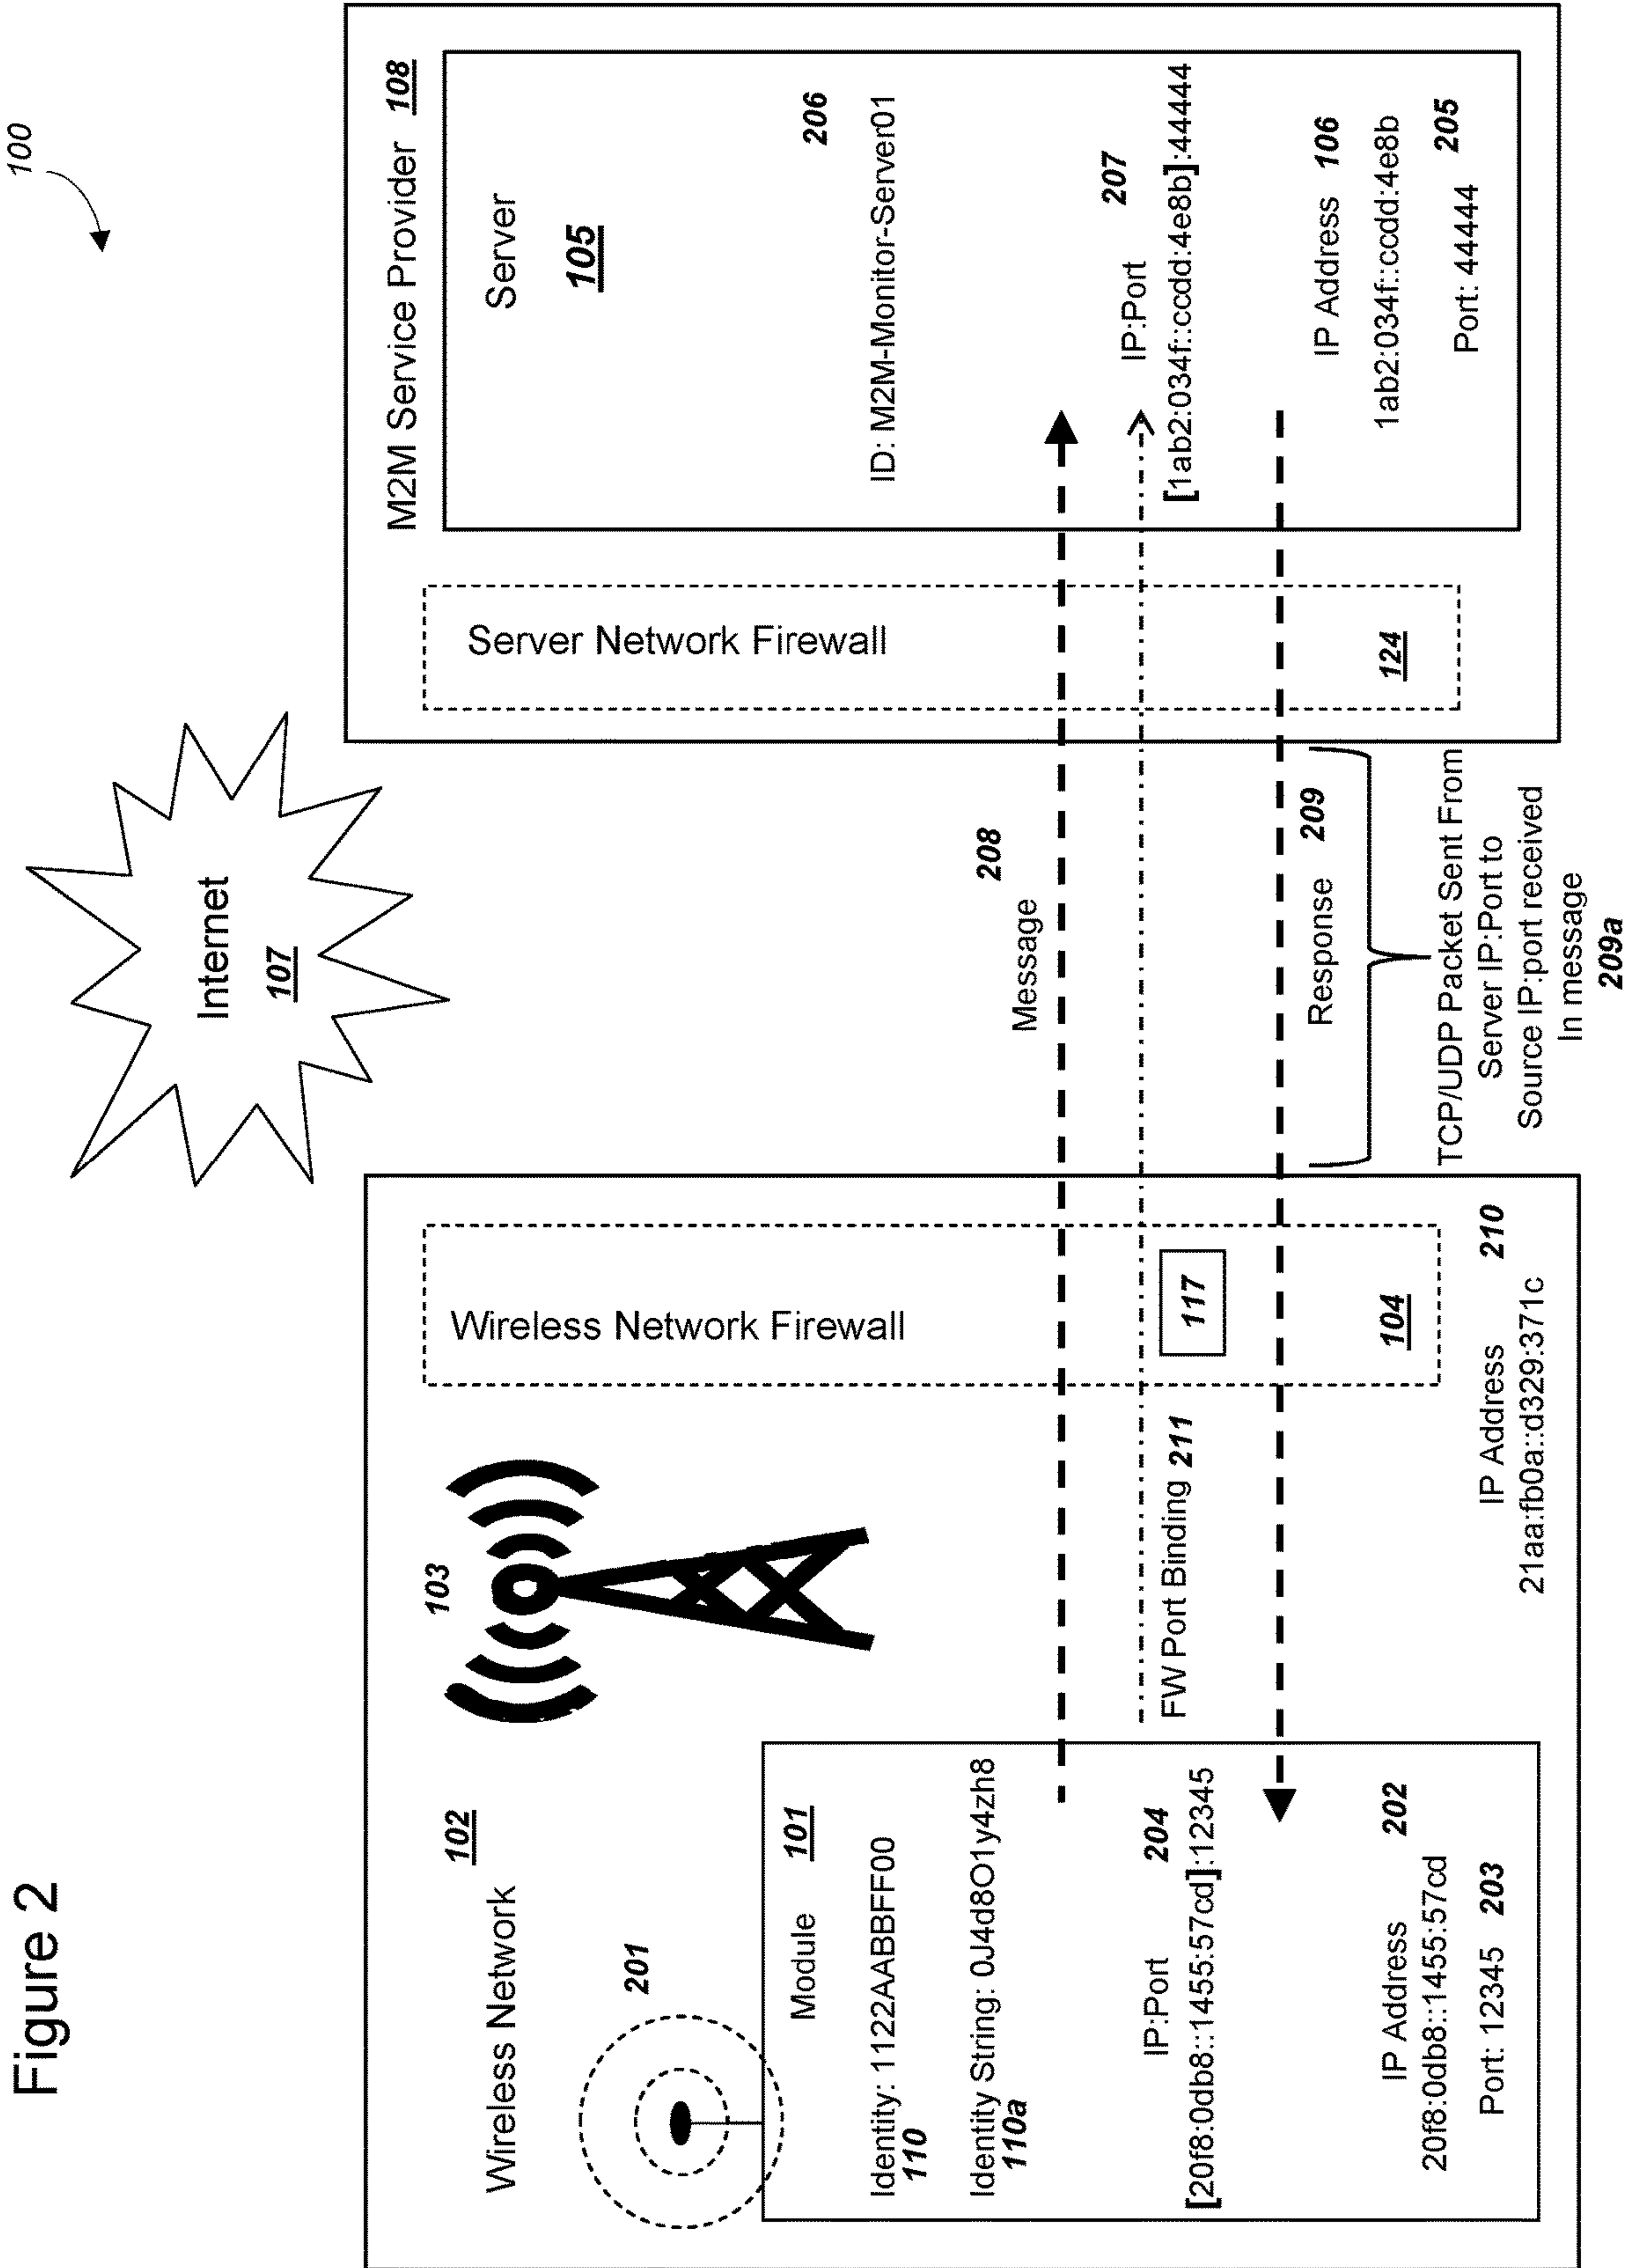 Figure 2
100
Wireless Network 102
201
103
Module 101
Identity: 1122AABBFF00
110
Identity String: 0J4d8O1y4zh8
110a
IP:Port 204
[20f8:0db8::1455:57cd]:12345
IP Address 202
20f8:0db8::1455:57cd
Port: 12345 203
FW Port Binding 211
Wireless Network Firewall
117
104
IP Address 210
21aa:fb0a::d329:371c
Internet
107
Message 208
Response 209
TCP/UDP Packet Sent From
Server IP:Port to
Source IP:port received
In message
209a
M2M Service Provider 108
Server Network Firewall
124
Server
105
206
ID: M2M-Monitor-Server01
IP:Port 207
[1ab2:034f::ccdd:4e8b]:44444
IP Address 106
1ab2:034f::ccdd:4e8b
Port: 44444 205